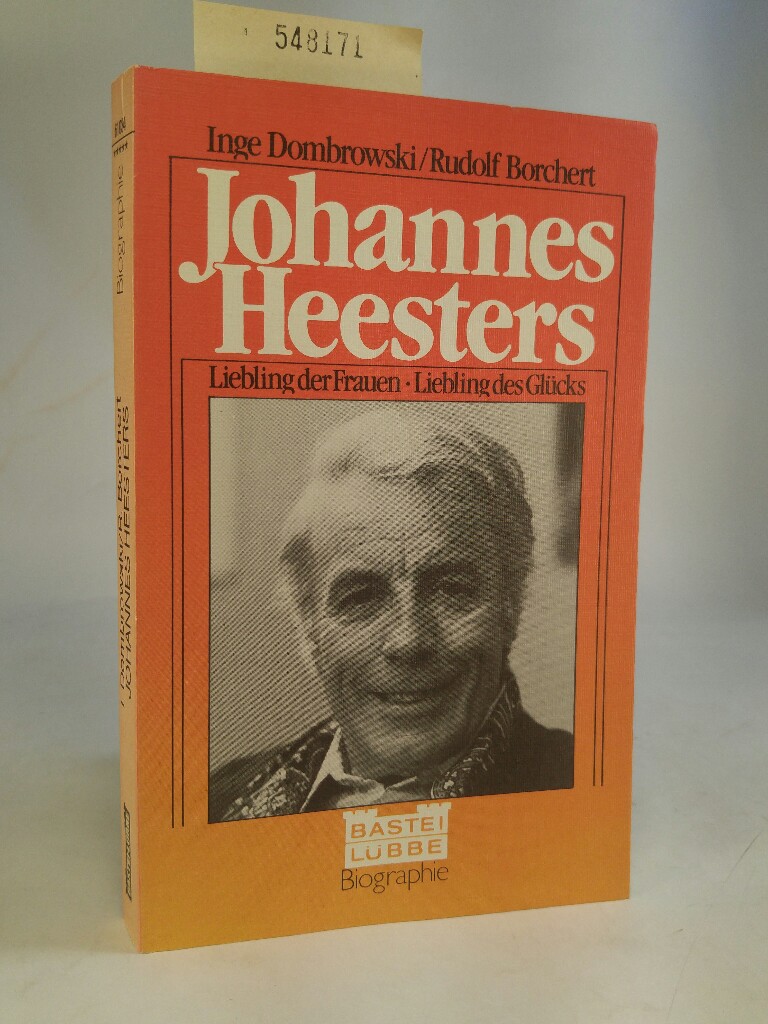 548171
Inge Dombrowski/Rudolf Borchert
Johannes
Heesters
Liebling der Frauen · Liebling des Glücks
BASTEI
LÜBBE
Biographie
Biographie
I. Dombrowski/R. Borchert
JOHANNES HEESTERS